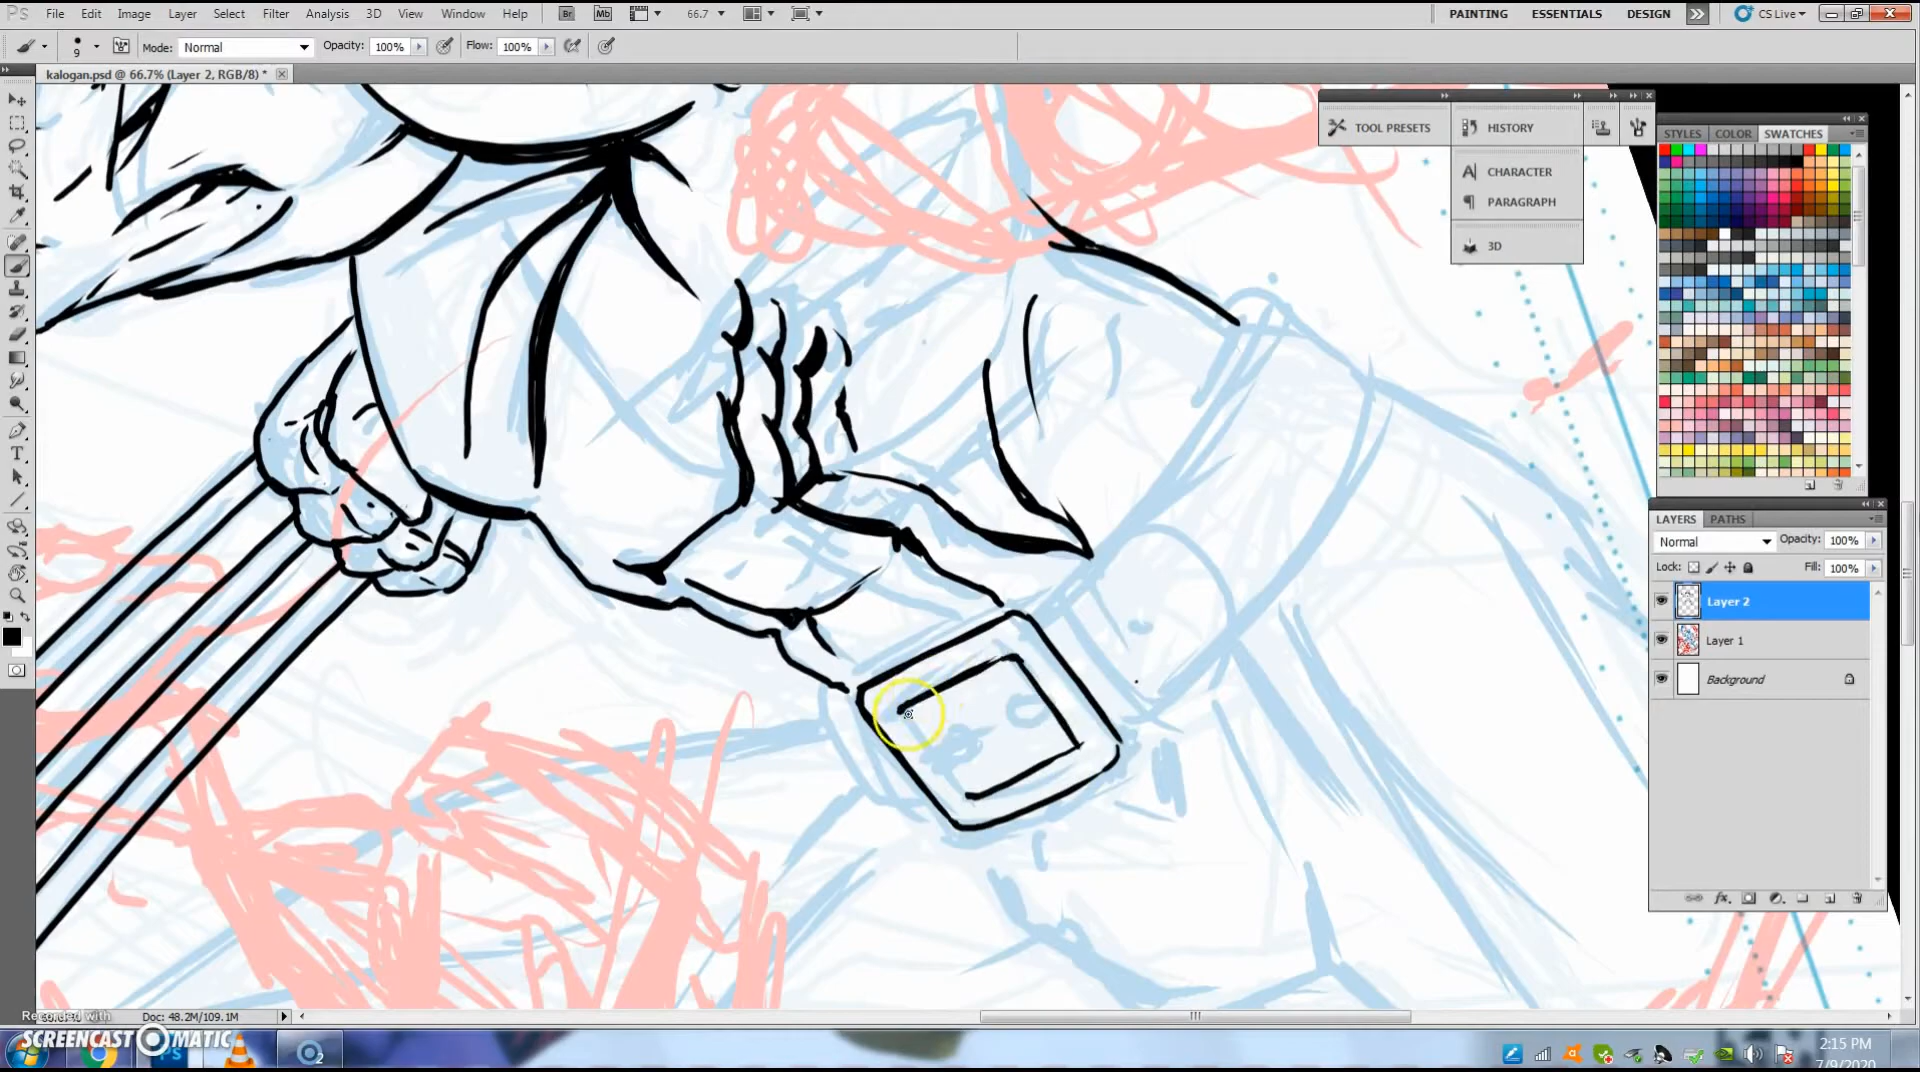 Ps File Edit Image Layer Select Filter Analysis 3D View Window Help Br Mb 66.7 PAINTING ESSENTIALS DESIGN CS Live
9 Mode: Normal Opacity: 100% Flow: 100%
kalogan.psd @ 66.7% (Layer 2, RGB/8) *
TOOL PRESETS HISTORY
CHARACTER
PARAGRAPH
3D
STYLES COLOR SWATCHES
LAYERS PATHS
Normal Opacity: 100%
Lock: Fill: 100%
Layer 2
Layer 1
Background
Doc: 48.2M/109.1M
Recorded with
SCREENCAST MATIC
2:15 PM
7/9/2020